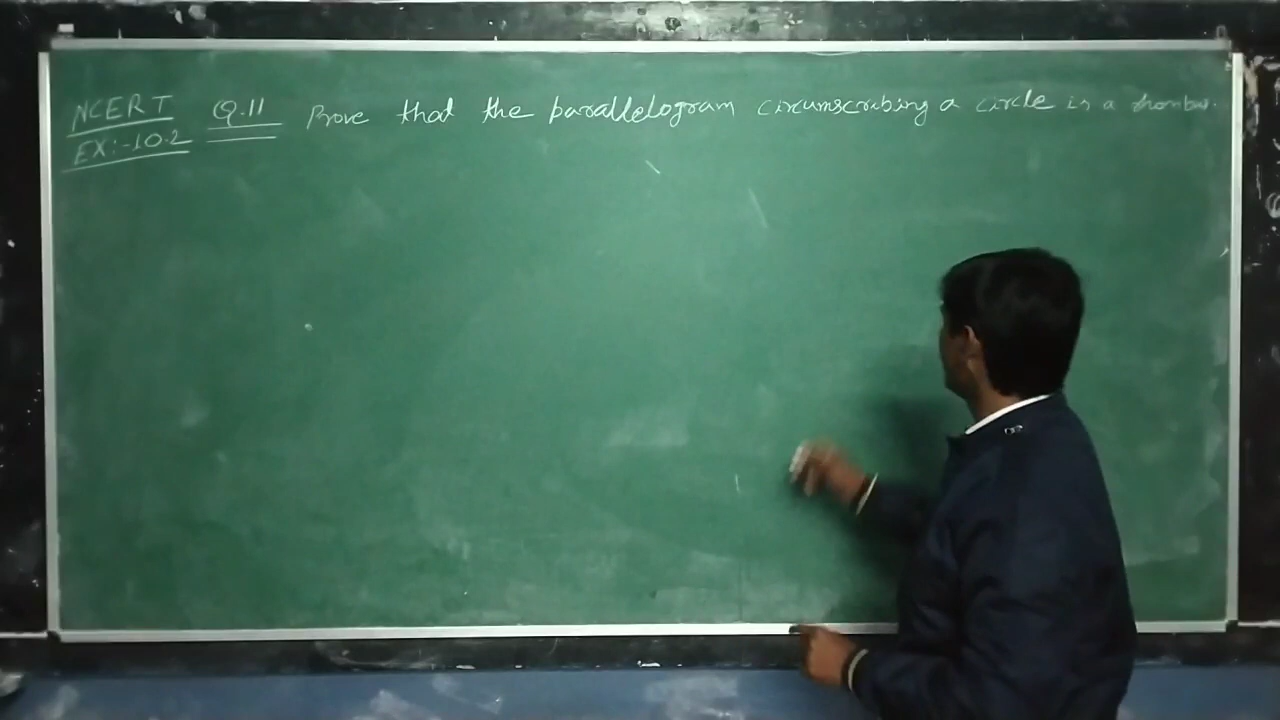 NCERT Q.11 Prove that the parallelogram circumscribing a circle is a rhombus.
EX:-10.2